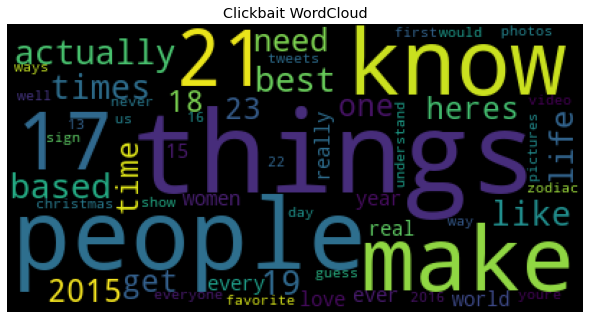 Clickbait WordCloud
actually 21 need know first would photos
ways times best tweets
well 18 23 one heres life
17 13 never us 16 things really understand video
sign 15 22 pictures
based time women year like zodiac
christmas show day real way
people make
2015 get every 19 guess
everyone favorite love ever 2016 world youre